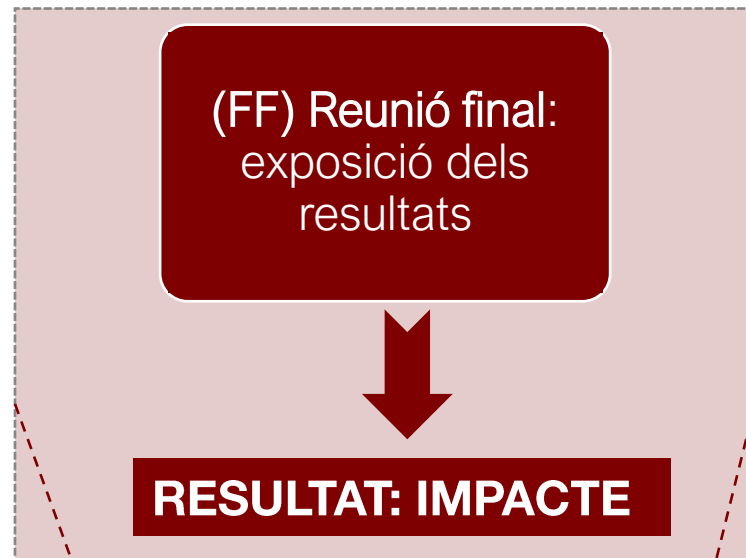 (FF) Reunió final:
exposició dels
resultats
RESULTAT: IMPACTE